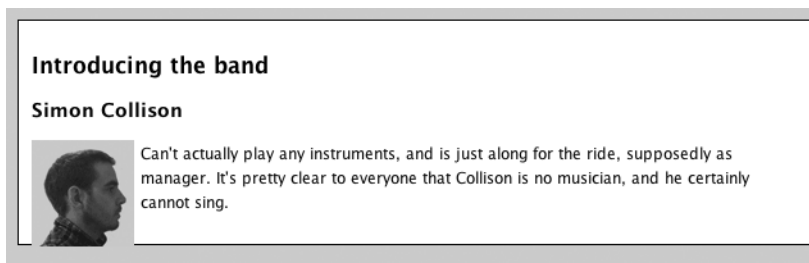 Introducing the band
Simon Collison
Can't actually play any instruments, and is just along for the ride, supposedly as
manager. It's pretty clear to everyone that Collison is no musician, and he certainly
cannot sing.